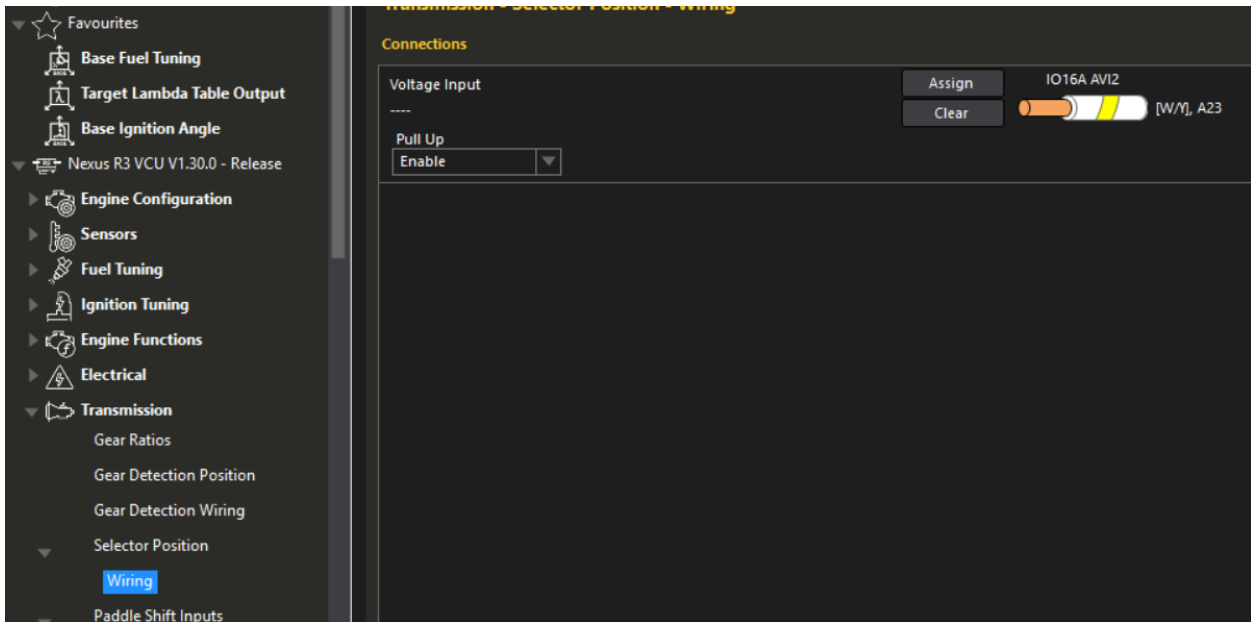 Favourites
Base Fuel Tuning
Target Lambda Table Output
Base Ignition Angle
Nexus R3 VCU V1.30.0 - Release
Engine Configuration
Sensors
Fuel Tuning
Ignition Tuning
Engine Functions
Electrical
Transmission
Gear Ratios
Gear Detection Position
Gear Detection Wiring
Selector Position
Wiring
Paddle Shift Inputs
Transmission - Selector Position - Wiring
Connections
Voltage Input
----
Pull Up
Enable
Assign
Clear
IO16A AVI2
[W/Y], A23